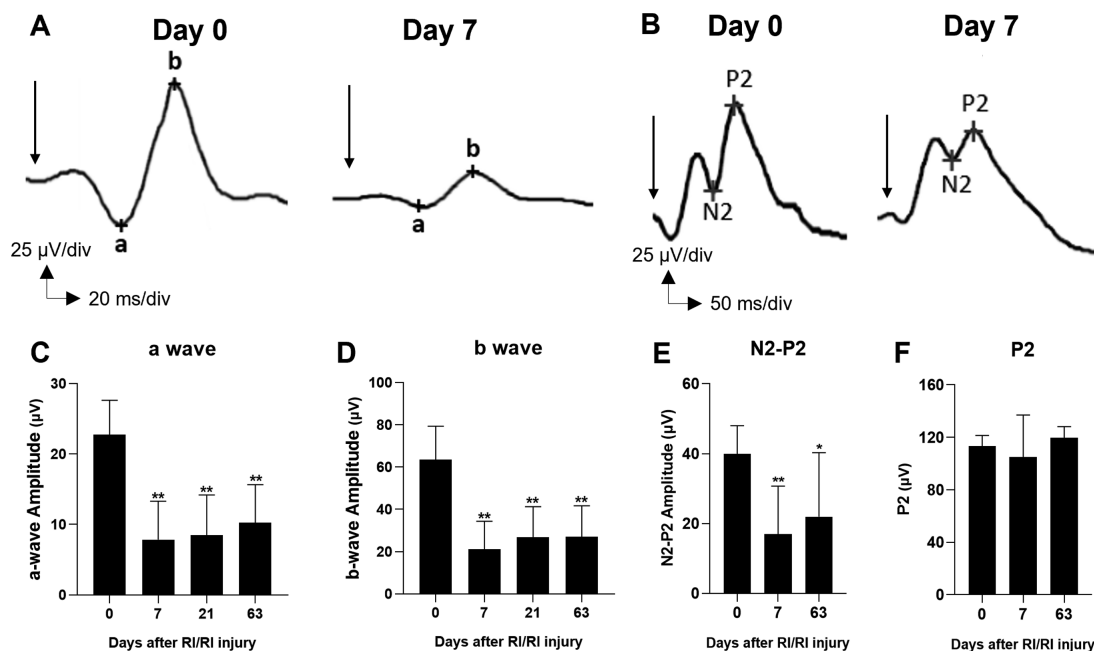 A
Day 0
Day 7
b
a
b
a
25 µV/div
20 ms/div
B
Day 0
Day 7
P2
N2
P2
N2
25 µV/div
50 ms/div
C
a wave
a-wave Amplitude (µV)
30
20
10
0
**
**
**
0 7 21 63
Days after RI/RI injury
D
b wave
b-wave Amplitude (µV)
100
80
60
40
20
0
**
**
**
0 7 21 63
Days after RI/RI injury
E
N2-P2
N2-P2 Amplitude (µV)
60
40
20
0
**
*
0 7 63
Days after RI/RI injury
F
P2
P2 (µV)
160
120
80
40
0
0 7 63
Days after RI/RI injury